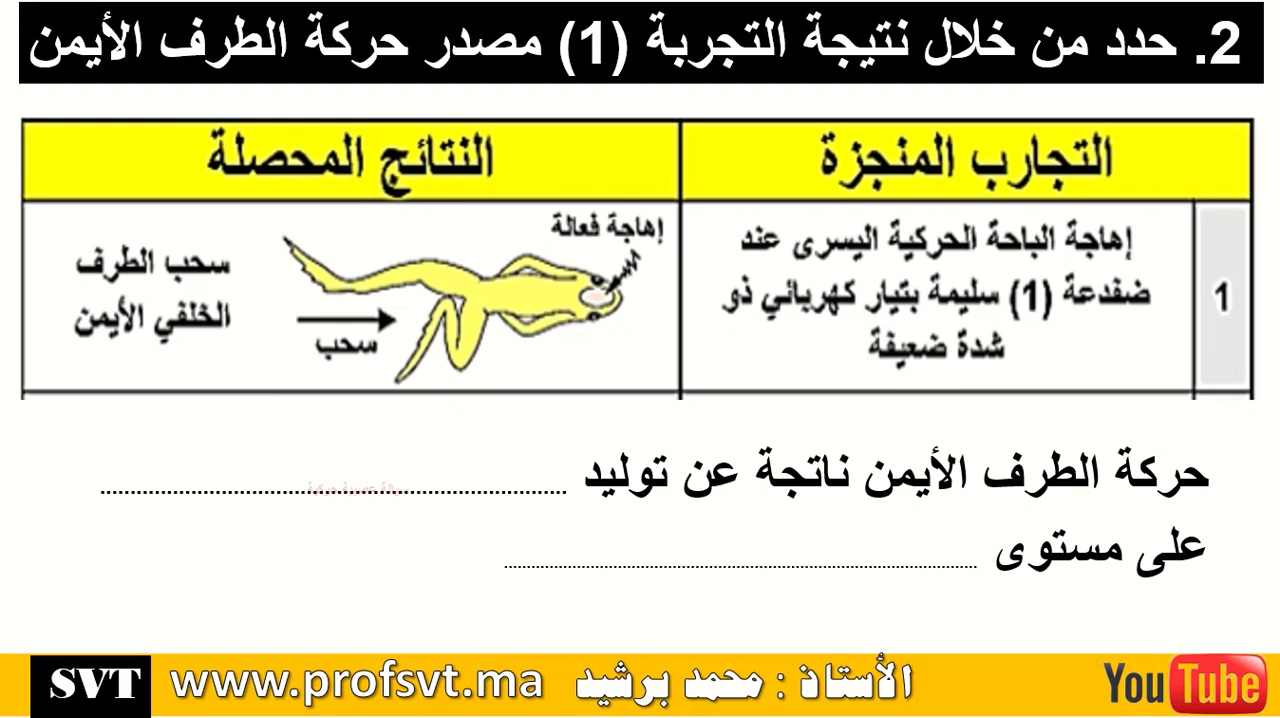 2. حدد من خلال نتيجة التجربة (1) مصدر حركة الطرف الأيمن
التجارب المنجزة
النتائج المحصلة
1
إهاجة الباحة الحركية اليسرى عند
ضفدعة (1) سليمة بتيار كهربائي ذو
شدة ضعيفة
إهاجة فعالة
سحب
سحب الطرف
الخلفي الأيمن
حركة الطرف الأيمن ناتجة عن توليد
على مستوى
SVT www.profsvt.ma الأستاذ : محمد برشيد YouTube